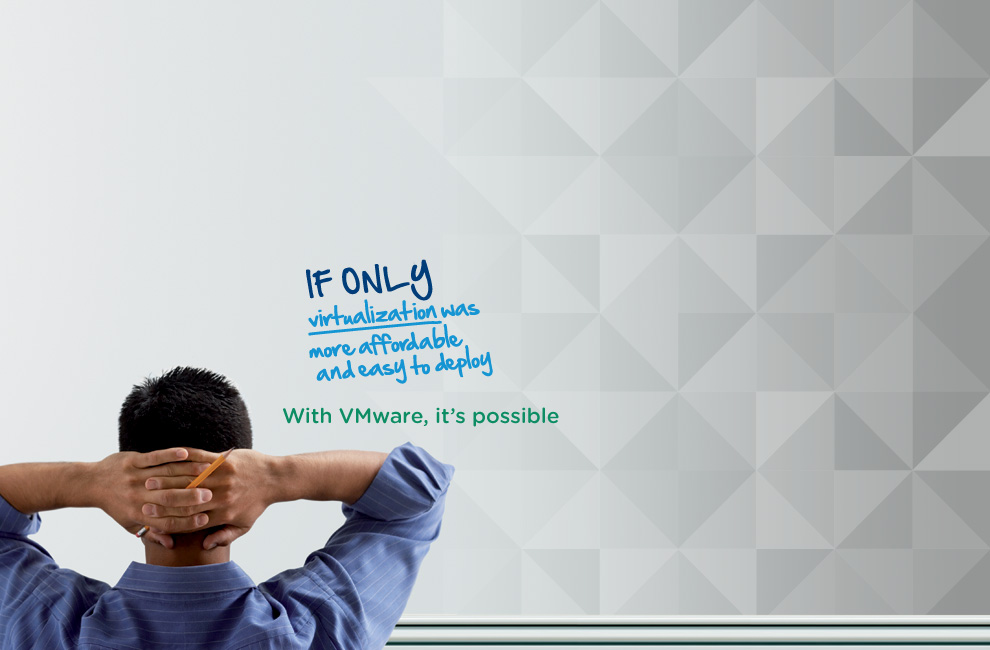 IF ONLY
virtualization was
more affordable
and easy to deploy
With VMware, it's possible